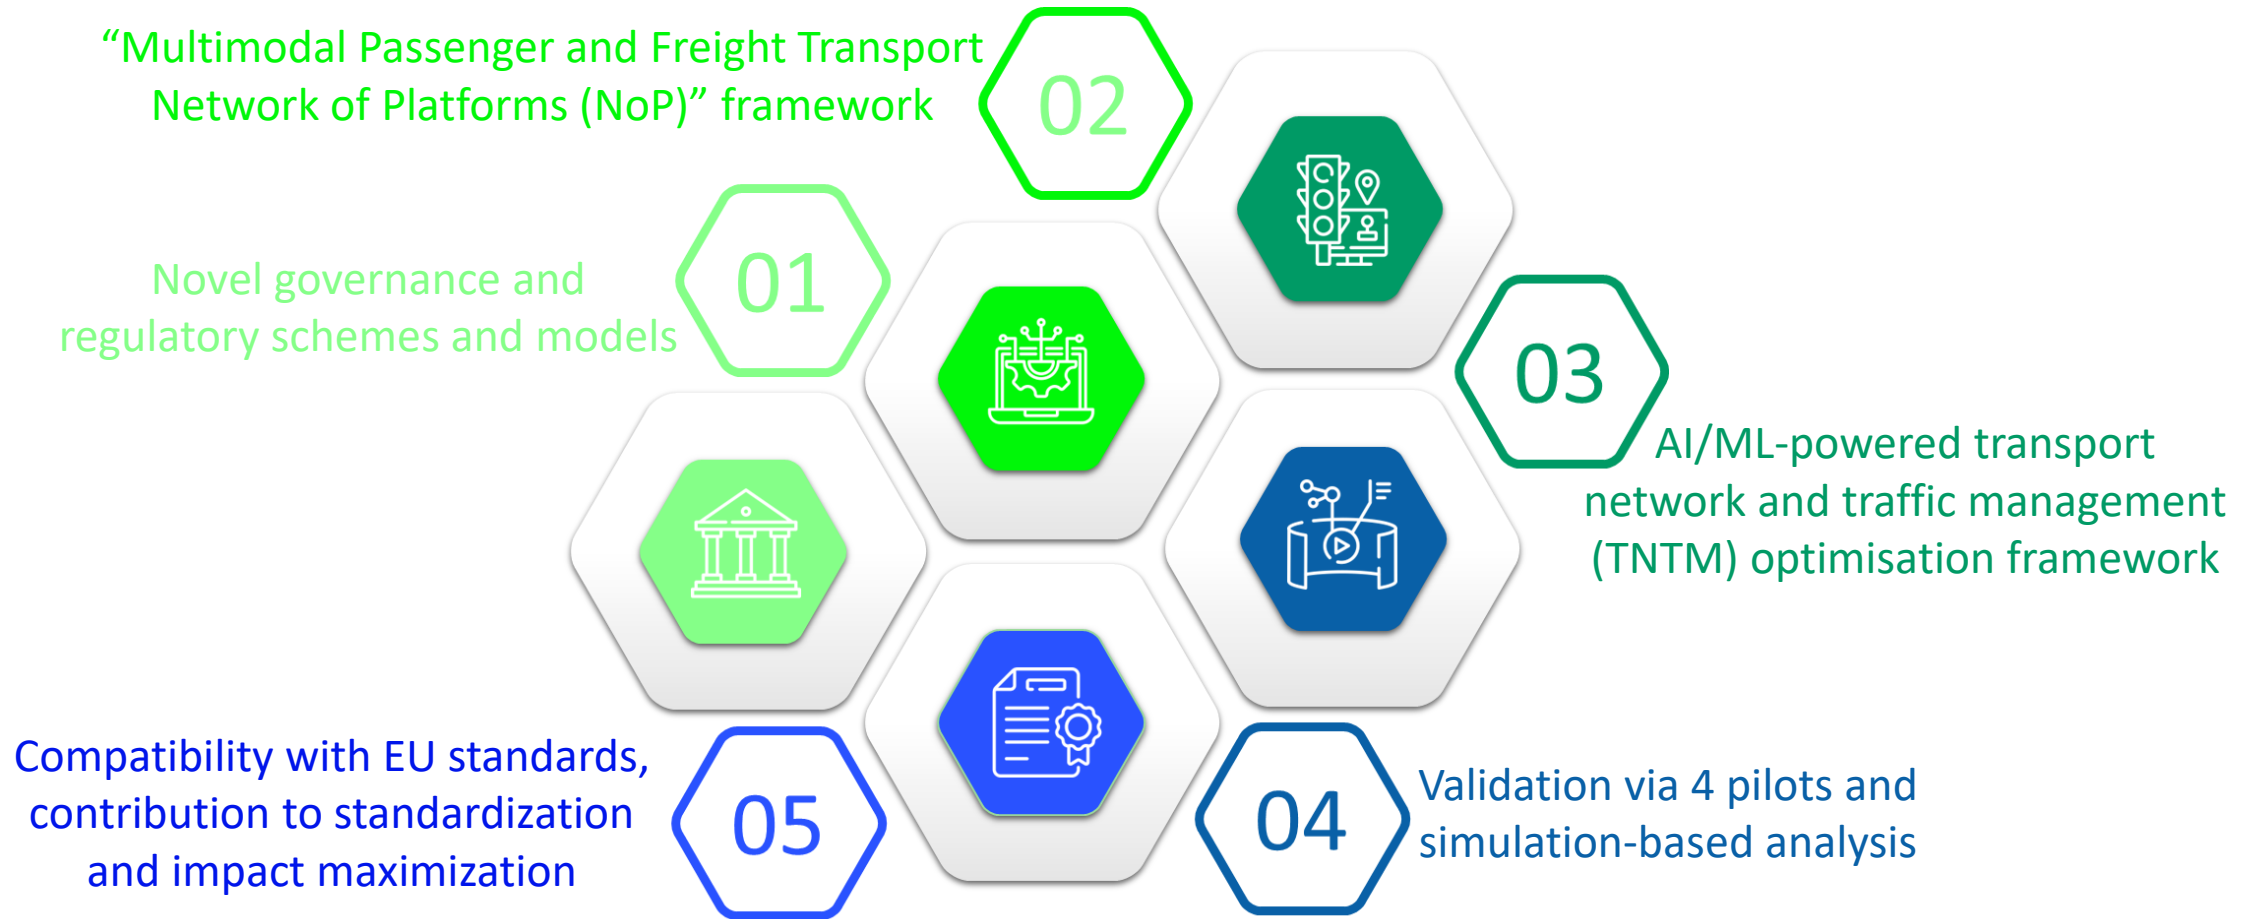 01
Novel governance and
regulatory schemes and models
02
“Multimodal Passenger and Freight Transport
Network of Platforms (NoP)” framework
03
AI/ML-powered transport
network and traffic management
(TNTM) optimisation framework
04
Validation via 4 pilots and
simulation-based analysis
05
Compatibility with EU standards,
contribution to standardization
and impact maximization